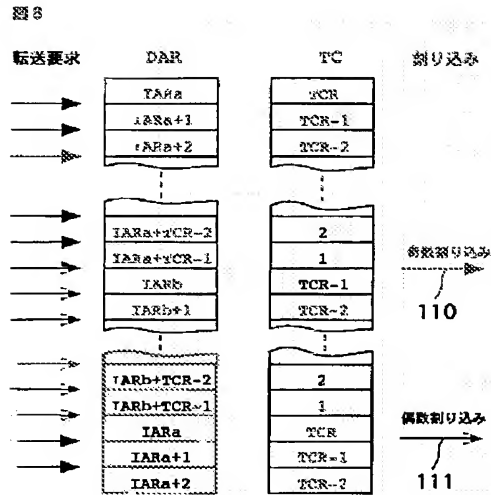 図8
転送要求 DAR TC 割り込み
IARa TCR
IARa+1 TCR-1
IARa+2 TCR-2
IARa+TCR-2 2
IARa+TCR-1 1
奇数割り込み
IARb TCR-1
110
IARb+1 TCR-2
IARb+TCR-2 2
IARb+TCR-1 1
偶数割り込み
IARa TCR
IARa+1 TCR-1
111
IARa+2 TCR-2